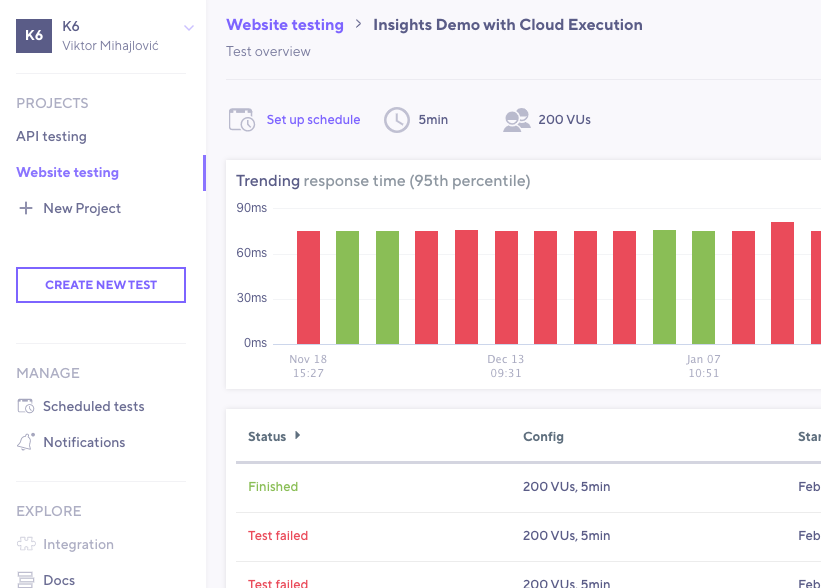 K6
K6
Viktor Mihajlović
PROJECTS
API testing
Website testing
New Project
CREATE NEW TEST
MANAGE
Scheduled tests
Notifications
EXPLORE
Integration
Docs
Website testing > Insights Demo with Cloud Execution
Test overview
Set up schedule
5min
200 VUs
Trending response time (95th percentile)
90ms
60ms
30ms
0ms
Nov 18 Dec 13 Jan 07
15:27 09:31 10:51
Status Config Star
Finished 200 VUs, 5min Feb
Test failed 200 VUs, 5min Feb
Test failed 200 VUs, 5min Feb